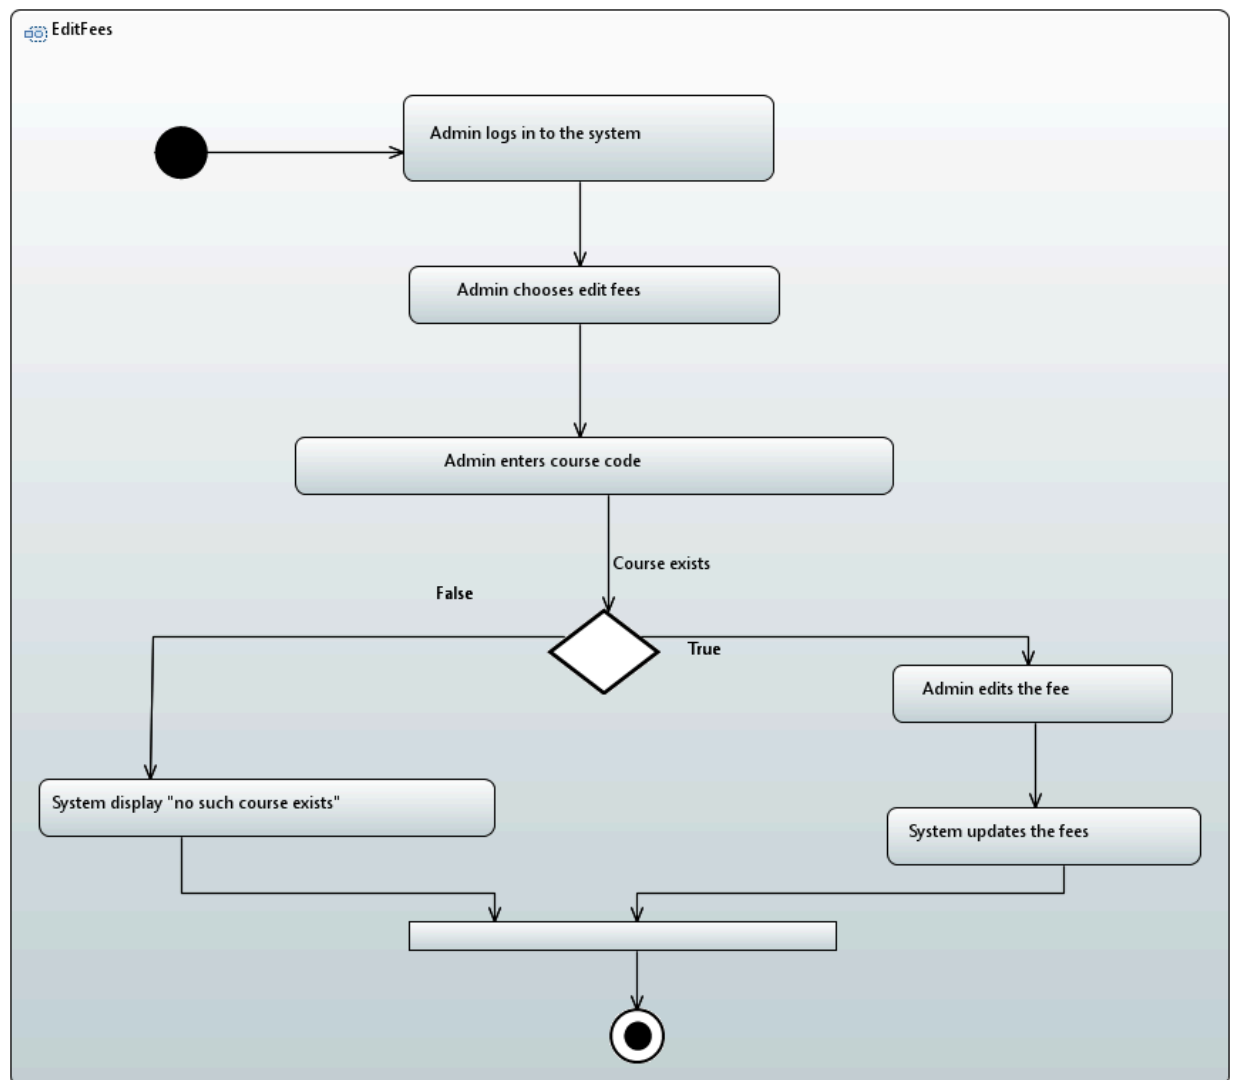 EditFees
Admin logs in to the system
Admin chooses edit fees
Admin enters course code
Course exists
False
True
Admin edits the fee
System display "no such course exists"
System updates the fees